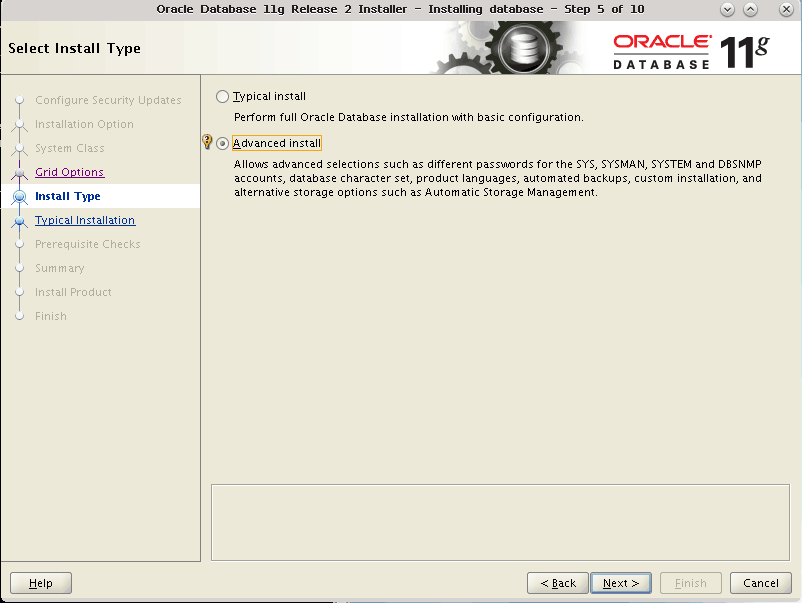 Oracle Database 11g Release 2 Installer - Installing database - Step 5 of 10
Select Install Type
ORACLE
DATABASE
11g
Configure Security Updates
Installation Option
System Class
Grid Options
Install Type
Typical Installation
Prerequisite Checks
Summary
Install Product
Finish
Typical install
Perform full Oracle Database installation with basic configuration.
Advanced install
Allows advanced selections such as different passwords for the SYS, SYSMAN, SYSTEM and DBSNMP
accounts, database character set, product languages, automated backups, custom installation, and
alternative storage options such as Automatic Storage Management.
Help
< Back
Next >
Finish
Cancel